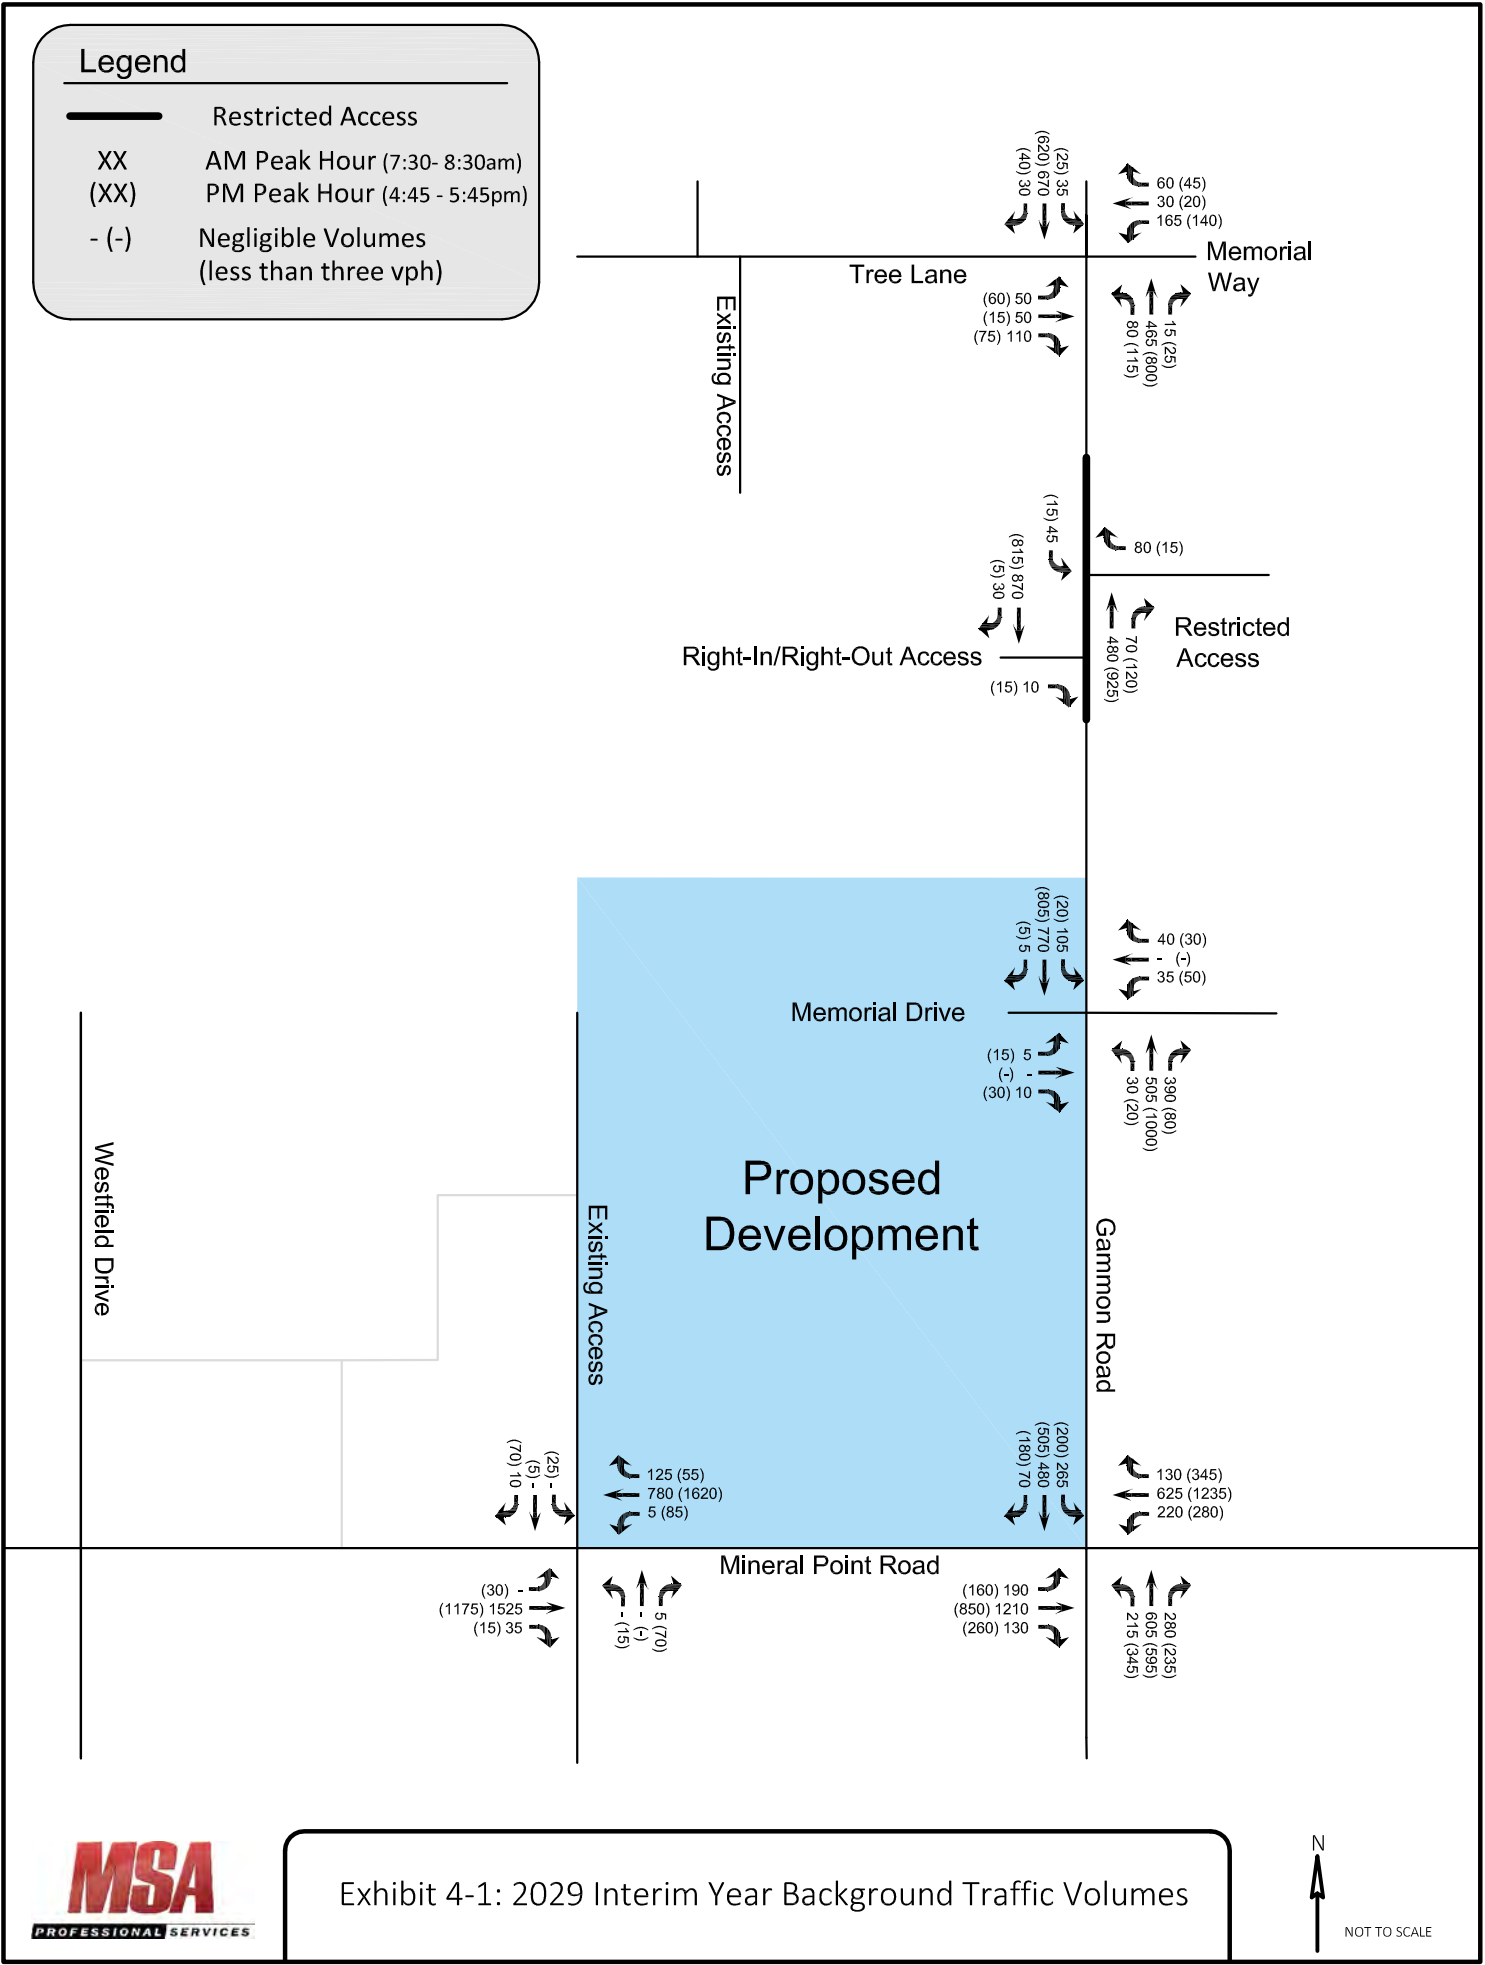 Legend
Restricted Access
XX AM Peak Hour (7:30- 8:30am)
(XX) PM Peak Hour (4:45 - 5:45pm)
- (-) Negligible Volumes
(less than three vph)
(40) 30
(620) 670
(25) 35
60 (45)
30 (20)
165 (140)
Tree Lane
Memorial
Way
(60) 50
(15) 50
(75) 110
80 (115)
465 (800)
15 (25)
Existing Access
(15) 45
(5) 30
(815) 870
80 (15)
Right-In/Right-Out Access
(15) 10
480 (925)
70 (120)
Restricted
Access
(5) 5
(805) 770
(20) 105
40 (30)
- (-)
35 (50)
Memorial Drive
(15) 5
(-) -
(30) 10
30 (20)
505 (1000)
390 (80)
Proposed
Development
Westfield Drive
Existing Access
Gammon Road
(70) 10
(5) -
(25) -
125 (55)
780 (1620)
5 (85)
(180) 70
(505) 480
(200) 265
130 (345)
625 (1235)
220 (280)
Mineral Point Road
(30) -
(1175) 1525
(15) 35
- (15)
- (-)
5 (70)
(160) 190
(850) 1210
(260) 130
215 (345)
605 (595)
280 (235)
MSA
PROFESSIONAL SERVICES
Exhibit 4-1: 2029 Interim Year Background Traffic Volumes
N
NOT TO SCALE